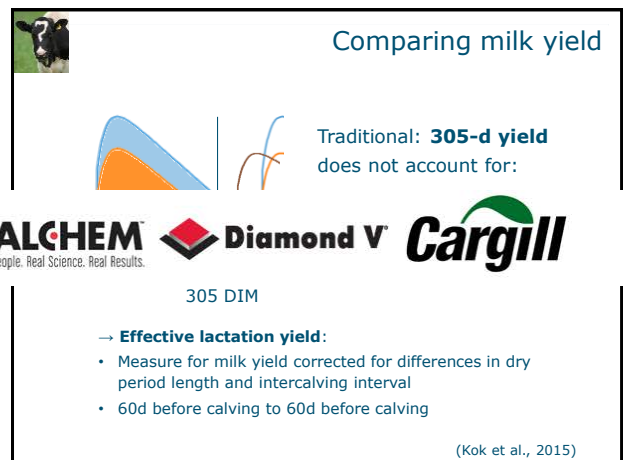 Comparing milk yield
Traditional: 305-d yield
does not account for:
ALCHEM™ Diamond V® Cargill
eople. Real Science. Real Results.
305 DIM
→ Effective lactation yield:
• Measure for milk yield corrected for differences in dry
period length and intercalving interval
• 60d before calving to 60d before calving
(Kok et al., 2015)